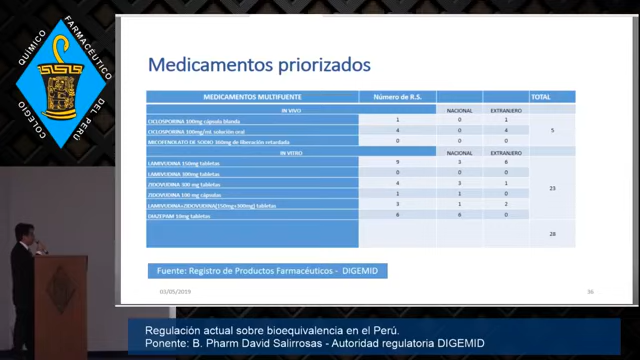 QUÍMICO
FARMACÉUTICO
COLEGIO
DEL PERÚ
Medicamentos priorizados
MEDICAMENTOS MULTIFUENTE Número de R.S. TOTAL
IN VIVO NACIONAL EXTRANJERO
CICLOSPORINA 100mg cápsula blanda 1 0 1
CICLOSPORINA 100mg/ml solución oral 4 0 4 5
MICOFENOLATO DE SODIO 360mg de liberación retardada 0 0 0
IN VITRO NACIONAL EXTRANJERO
LAMIVUDINA 150mg tabletas 9 3 6
LAMIVUDINA 300mg tabletas 0 0 0
ZIDOVUDINA 300 mg tabletas 4 3 1
ZIDOVUDINA 100 mg cápsulas 1 1 0 23
LAMIVUDINA+ZIDOVUDINA(150mg+300mg) tabletas 3 1 2
DIAZEPAM 10mg tabletas 6 6 0
28
Fuente: Registro de Productos Farmacéuticos - DIGEMID
03/05/2019 36
Regulación actual sobre bioequivalencia en el Perú.
Ponente: B. Pharm David Salirrosas - Autoridad regulatoria DIGEMID